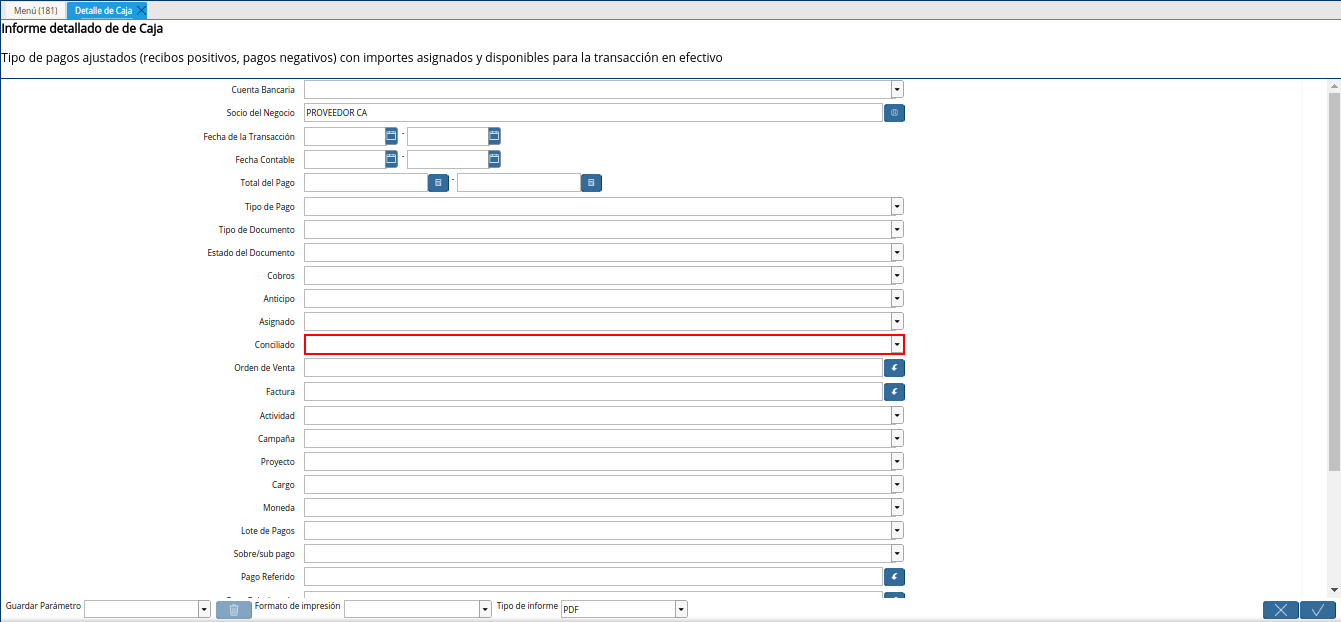 Menú (181) Detalle de Caja
Informe detallado de de Caja
Tipo de pagos ajustados (recibos positivos, pagos negativos) con importes asignados y disponibles para la transacción en efectivo
Cuenta Bancaria
Socio del Negocio PROVEEDOR CA
Fecha de la Transacción -
Fecha Contable -
Total del Pago -
Tipo de Pago
Tipo de Documento
Estado del Documento
Cobros
Anticipo
Asignado
Conciliado
Orden de Venta
Factura
Actividad
Campaña
Proyecto
Cargo
Moneda
Lote de Pagos
Sobre/sub pago
Pago Referido
Guardar Parámetro Formato de impresión Tipo de informe PDF